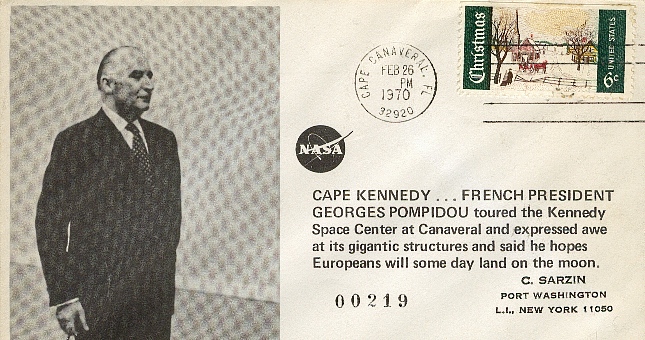 Christmas
UNITED STATES
6c
CAPE CANAVERAL, FL
FEB 26
PM
1970
32920
NASA
CAPE KENNEDY ... FRENCH PRESIDENT
GEORGES POMPIDOU toured the Kennedy
Space Center at Canaveral and expressed awe
at its gigantic structures and said he hopes
Europeans will some day land on the moon.
C. SARZIN
PORT WASHINGTON
L.I., NEW YORK 11050
00219